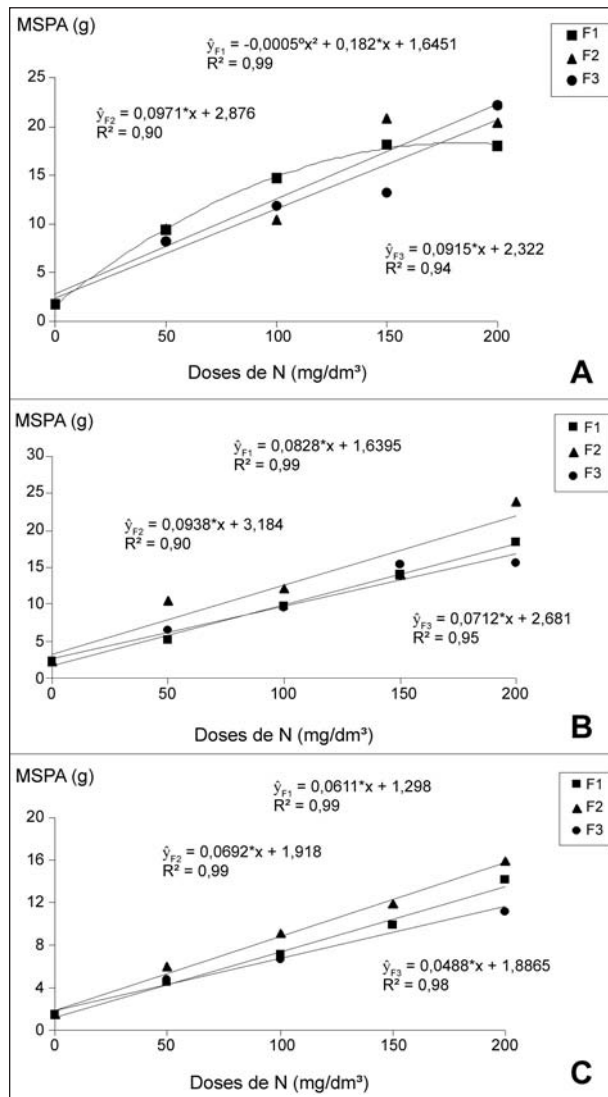 MSPA (g)
ŷF1 = -0,0005ºx² + 0,182*x + 1,6451
R² = 0,99
F1
F2
F3
ŷF2 = 0,0971*x + 2,876
R² = 0,90
25
20
15
10
5
0
ŷF3 = 0,0915*x + 2,322
R² = 0,94
0 50 100 150 200
Doses de N (mg/dm³)
A
MSPA (g)
ŷF1 = 0,0828*x + 1,6395
R² = 0,99
F1
F2
F3
ŷF2 = 0,0938*x + 3,184
R² = 0,90
30
25
20
15
10
5
0
ŷF3 = 0,0712*x + 2,681
R² = 0,95
0 50 100 150 200
Doses de N (mg/dm³)
B
MSPA (g)
ŷF1 = 0,0611*x + 1,298
R² = 0,99
F1
F2
F3
ŷF2 = 0,0692*x + 1,918
R² = 0,99
20
16
12
8
4
0
ŷF3 = 0,0488*x + 1,8865
R² = 0,98
0 50 100 150 200
Doses de N (mg/dm³)
C